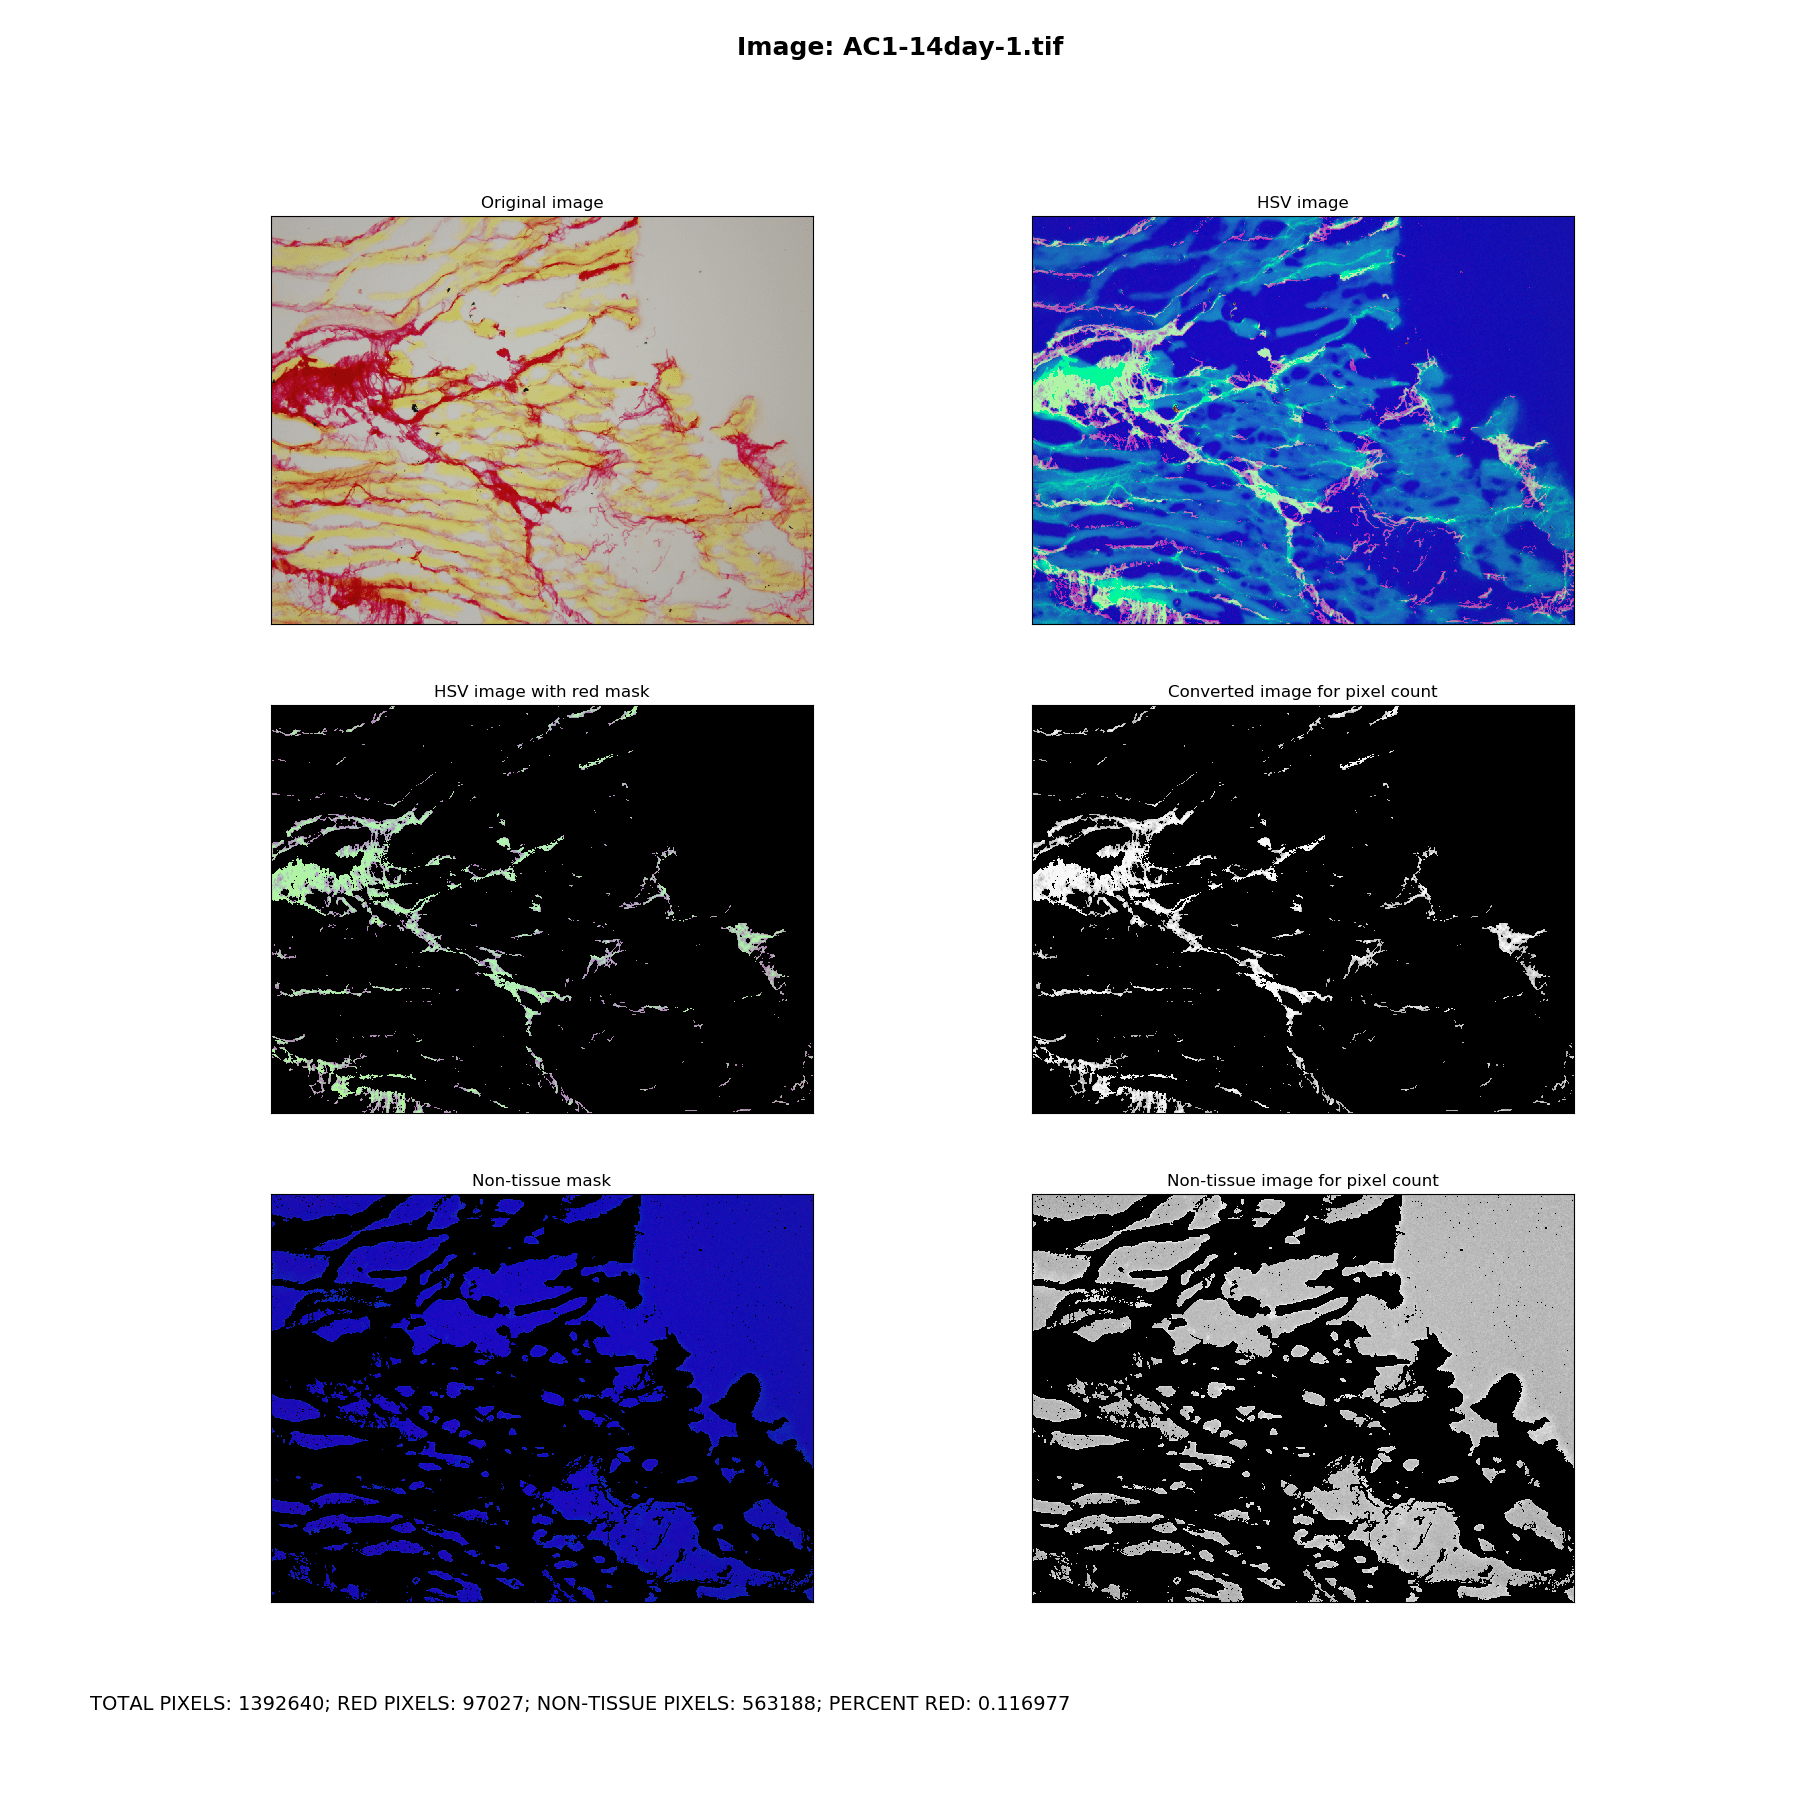 Image: AC1-14day-1.tif
Original image
HSV image
HSV image with red mask
Converted image for pixel count
Non-tissue mask
Non-tissue image for pixel count
TOTAL PIXELS: 1392640; RED PIXELS: 97027; NON-TISSUE PIXELS: 563188; PERCENT RED: 0.116977